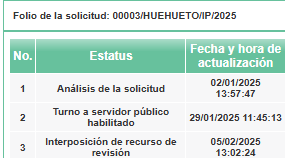 Folio de la solicitud: 00003/HUEHUETO/IP/2025
No. Estatus Fecha y hora de actualización
1 Análisis de la solicitud 02/01/2025 13:57:47
2 Turno a servidor público habilitado 29/01/2025 11:45:13
3 Interposición de recurso de revisión 05/02/2025 13:02:24